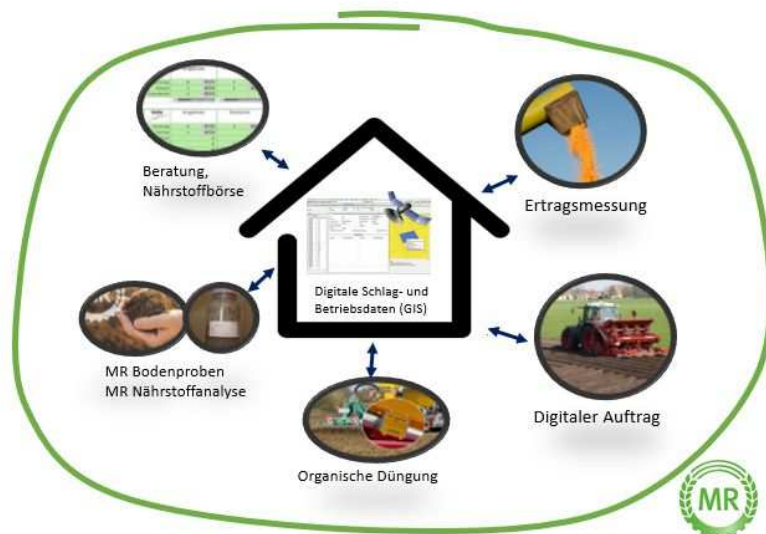 Beratung,
Nährstoffbörse
Ertragsmessung
Digitale Schlag- und
Betriebsdaten (GIS)
MR Bodenproben
MR Nährstoffanalyse
Digitaler Auftrag
Organische Düngung
MR